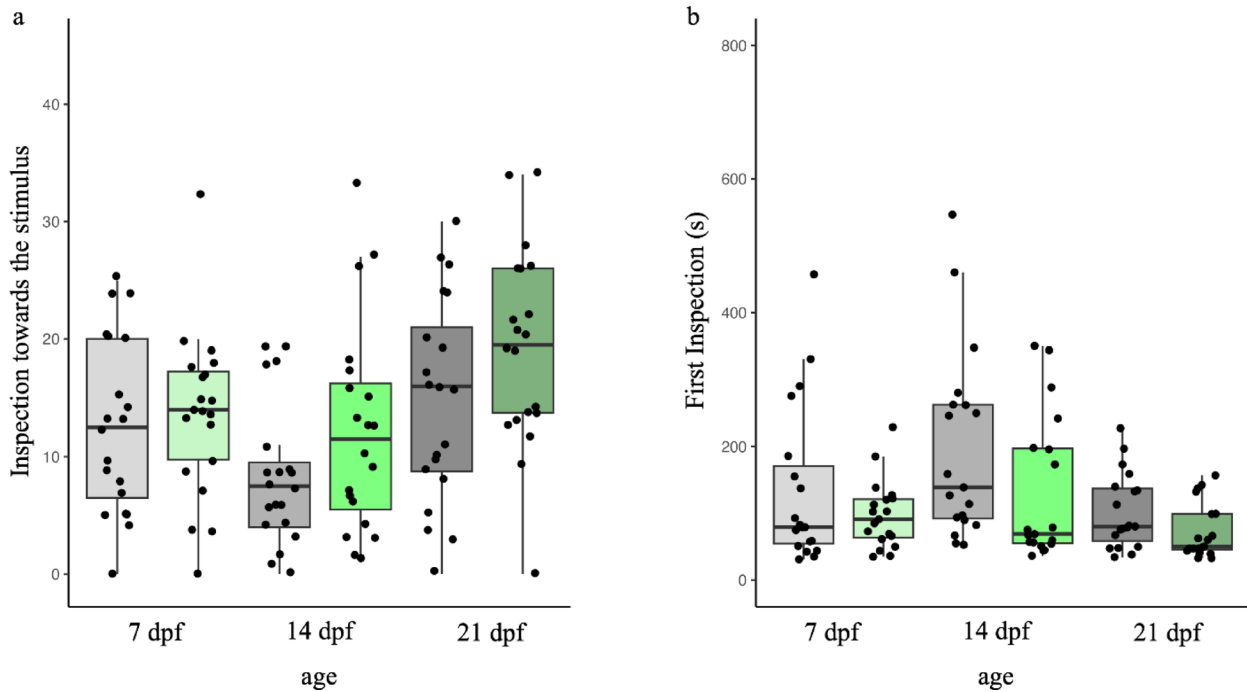 a
Inspection towards the stimulus
40
30
20
10
0
7 dpf
14 dpf
21 dpf
age
b
First Inspection (s)
800
600
400
200
0
7 dpf
14 dpf
21 dpf
age